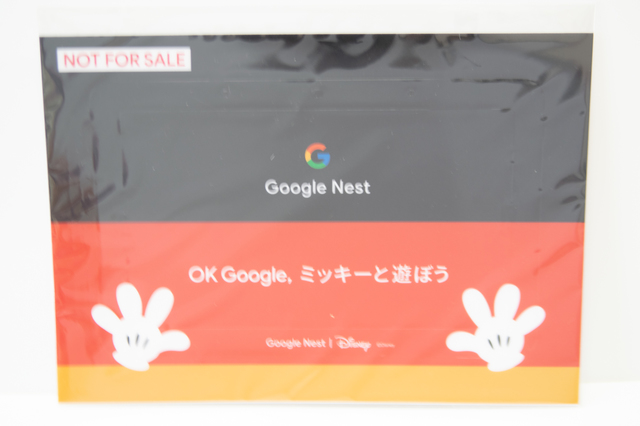 NOT FOR SALE
Google Nest
OK Google, ミッキーと遊ぼう
Google Nest | Disney